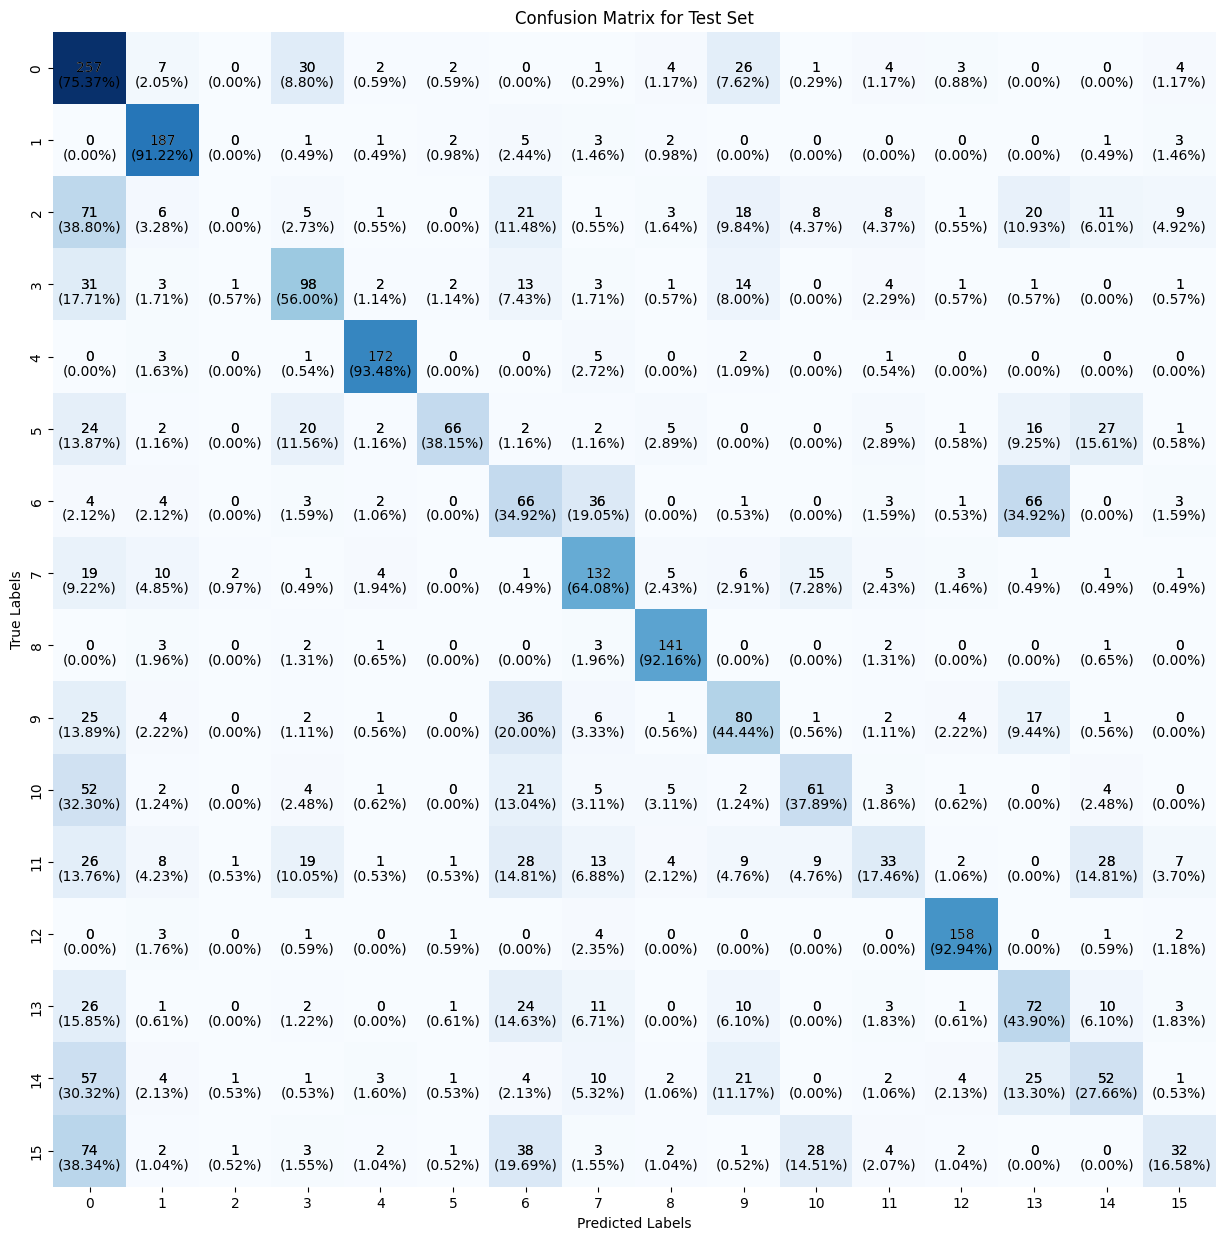 Confusion Matrix for Test Set
0 257 7 0 30 2 2 0 1 4 26 1 4 3 0 0 4
(75.37%) (2.05%) (0.00%) (8.80%) (0.59%) (0.59%) (0.00%) (0.29%) (1.17%) (7.62%) (0.29%) (1.17%) (0.88%) (0.00%) (0.00%) (1.17%)
1 0 187 0 1 1 2 5 3 2 0 0 0 0 0 1 3
(0.00%) (91.22%) (0.00%) (0.49%) (0.49%) (0.98%) (2.44%) (1.46%) (0.98%) (0.00%) (0.00%) (0.00%) (0.00%) (0.00%) (0.49%) (1.46%)
2 71 6 0 5 1 0 21 1 3 18 8 8 1 20 11 9
(38.80%) (3.28%) (0.00%) (2.73%) (0.55%) (0.00%) (11.48%) (0.55%) (1.64%) (9.84%) (4.37%) (4.37%) (0.55%) (10.93%) (6.01%) (4.92%)
3 31 3 1 98 2 2 13 3 1 14 0 4 1 1 0 1
(17.71%) (1.71%) (0.57%) (56.00%) (1.14%) (1.14%) (7.43%) (1.71%) (0.57%) (8.00%) (0.00%) (2.29%) (0.57%) (0.57%) (0.00%) (0.57%)
4 0 3 0 1 172 0 0 5 0 2 0 1 0 0 0 0
(0.00%) (1.63%) (0.00%) (0.54%) (93.48%) (0.00%) (0.00%) (2.72%) (0.00%) (1.09%) (0.00%) (0.54%) (0.00%) (0.00%) (0.00%) (0.00%)
5 24 2 0 20 2 66 2 2 5 0 0 5 1 16 27 1
(13.87%) (1.16%) (0.00%) (11.56%) (1.16%) (38.15%) (1.16%) (1.16%) (2.89%) (0.00%) (0.00%) (2.89%) (0.58%) (9.25%) (15.61%) (0.58%)
6 4 4 0 3 2 0 66 36 0 1 0 3 1 66 0 3
(2.12%) (2.12%) (0.00%) (1.59%) (1.06%) (0.00%) (34.92%) (19.05%) (0.00%) (0.53%) (0.00%) (1.59%) (0.53%) (34.92%) (0.00%) (1.59%)
7 19 10 2 1 4 0 1 132 5 6 15 5 3 1 1 1
(9.22%) (4.85%) (0.97%) (0.49%) (1.94%) (0.00%) (0.49%) (64.08%) (2.43%) (2.91%) (7.28%) (2.43%) (1.46%) (0.49%) (0.49%) (0.49%)
8 0 3 0 2 1 0 0 3 141 0 0 2 0 0 1 0
(0.00%) (1.96%) (0.00%) (1.31%) (0.65%) (0.00%) (0.00%) (1.96%) (92.16%) (0.00%) (0.00%) (1.31%) (0.00%) (0.00%) (0.65%) (0.00%)
9 25 4 0 2 1 0 36 6 1 80 1 2 4 17 1 0
(13.89%) (2.22%) (0.00%) (1.11%) (0.56%) (0.00%) (20.00%) (3.33%) (0.56%) (44.44%) (0.56%) (1.11%) (2.22%) (9.44%) (0.56%) (0.00%)
10 52 2 0 4 1 0 21 5 5 2 61 3 1 0 4 0
(32.30%) (1.24%) (0.00%) (2.48%) (0.62%) (0.00%) (13.04%) (3.11%) (3.11%) (1.24%) (37.89%) (1.86%) (0.62%) (0.00%) (2.48%) (0.00%)
11 26 8 1 19 1 1 28 13 4 9 9 33 2 0 28 7
(13.76%) (4.23%) (0.53%) (10.05%) (0.53%) (0.53%) (14.81%) (6.88%) (2.12%) (4.76%) (4.76%) (17.46%) (1.06%) (0.00%) (14.81%) (3.70%)
12 0 3 0 1 0 1 0 4 0 0 0 0 158 0 1 2
(0.00%) (1.76%) (0.00%) (0.59%) (0.00%) (0.59%) (0.00%) (2.35%) (0.00%) (0.00%) (0.00%) (0.00%) (92.94%) (0.00%) (0.59%) (1.18%)
13 26 1 0 2 0 1 24 11 0 10 0 3 1 72 10 3
(15.85%) (0.61%) (0.00%) (1.22%) (0.00%) (0.61%) (14.63%) (6.71%) (0.00%) (6.10%) (0.00%) (1.83%) (0.61%) (43.90%) (6.10%) (1.83%)
14 57 4 1 1 3 1 4 10 2 21 0 2 4 25 52 1
(30.32%) (2.13%) (0.53%) (0.53%) (1.60%) (0.53%) (2.13%) (5.32%) (1.06%) (11.17%) (0.00%) (1.06%) (2.13%) (13.30%) (27.66%) (0.53%)
15 74 2 1 3 2 1 38 3 2 1 28 4 2 0 0 32
(38.34%) (1.04%) (0.52%) (1.55%) (1.04%) (0.52%) (19.69%) (1.55%) (1.04%) (0.52%) (14.51%) (2.07%) (1.04%) (0.00%) (0.00%) (16.58%)
0 1 2 3 4 5 6 7 8 9 10 11 12 13 14 15
Predicted Labels
True Labels